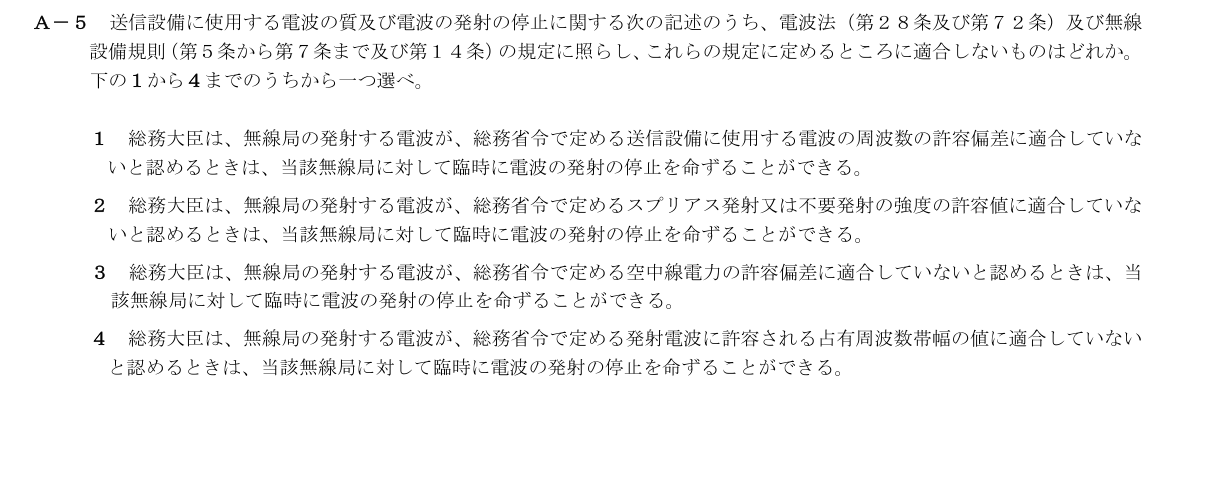 Ａ－５　送信設備に使用する電波の質及び電波の発射の停止に関する次の記述のうち、電波法（第２８条及び第７２条）及び無線
設備規則（第５条から第７条まで及び第１４条）の規定に照らし、これらの規定に定めるところに適合しないものはどれか。
下の１から４までのうちから一つ選べ。
１　総務大臣は、無線局の発射する電波が、総務省令で定める送信設備に使用する電波の周波数の許容偏差に適合していな
いと認めるときは、当該無線局に対して臨時に電波の発射の停止を命ずることができる。
２　総務大臣は、無線局の発射する電波が、総務省令で定めるスプリアス発射又は不要発射の強度の許容値に適合していな
いと認めるときは、当該無線局に対して臨時に電波の発射の停止を命ずることができる。
３　総務大臣は、無線局の発射する電波が、総務省令で定める空中線電力の許容偏差に適合していないと認めるときは、当
該無線局に対して臨時に電波の発射の停止を命ずることができる。
４　総務大臣は、無線局の発射する電波が、総務省令で定める発射電波に許容される占有周波数帯幅の値に適合していない
と認めるときは、当該無線局に対して臨時に電波の発射の停止を命ずることができる。